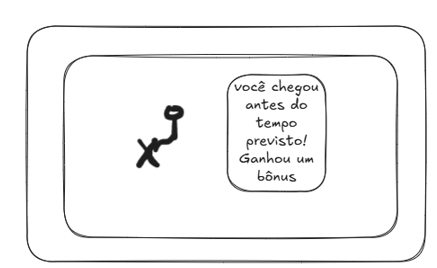 você chegou
antes do
tempo
previsto!
Ganhou um
bônus